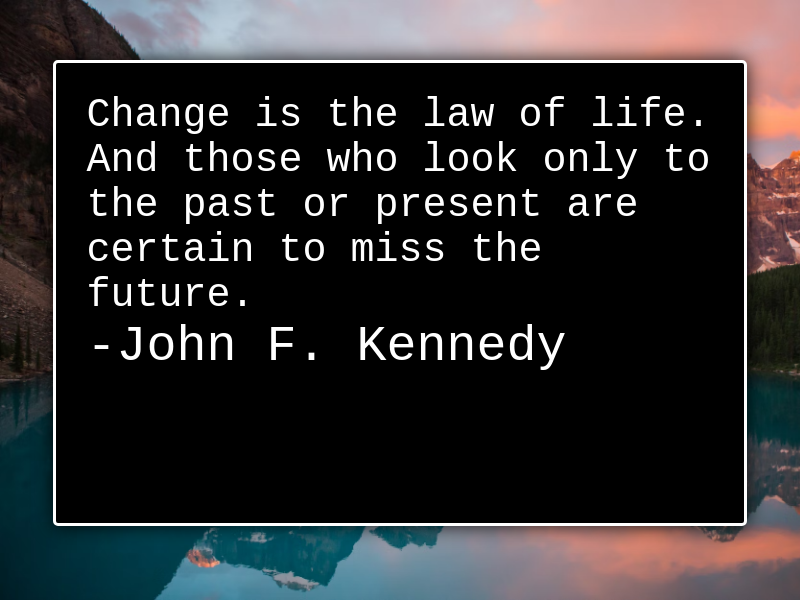 Change is the law of life.
And those who look only to
the past or present are
certain to miss the
future.
-John F. Kennedy